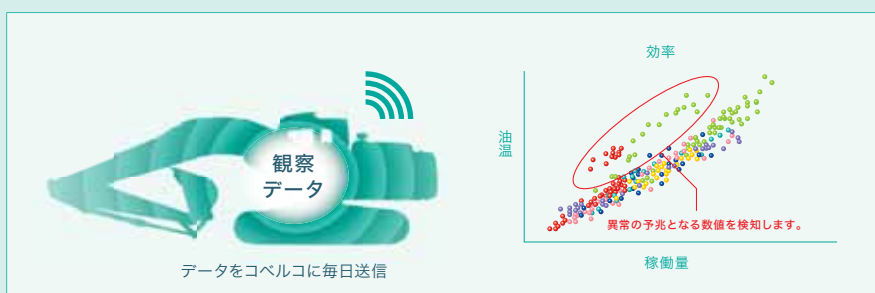 観察
データ
データをコベルコに毎日送信
効率
油温
異常の予兆となる数値を検知します。
稼働量